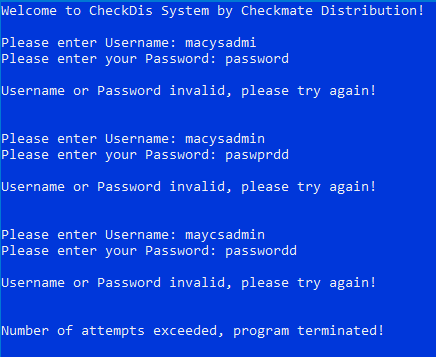 Welcome to CheckDis System by Checkmate Distribution!
Please enter Username: macysadmi
Please enter your Password: password
Username or Password invalid, please try again!
Please enter Username: macysadmin
Please enter your Password: paswprdd
Username or Password invalid, please try again!
Please enter Username: maycsadmin
Please enter your Password: passwordd
Username or Password invalid, please try again!
Number of attempts exceeded, program terminated!